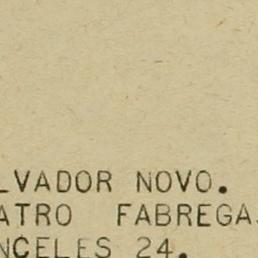 LVADOR NOVO.
ATRO FABREGA
NCELES 24.